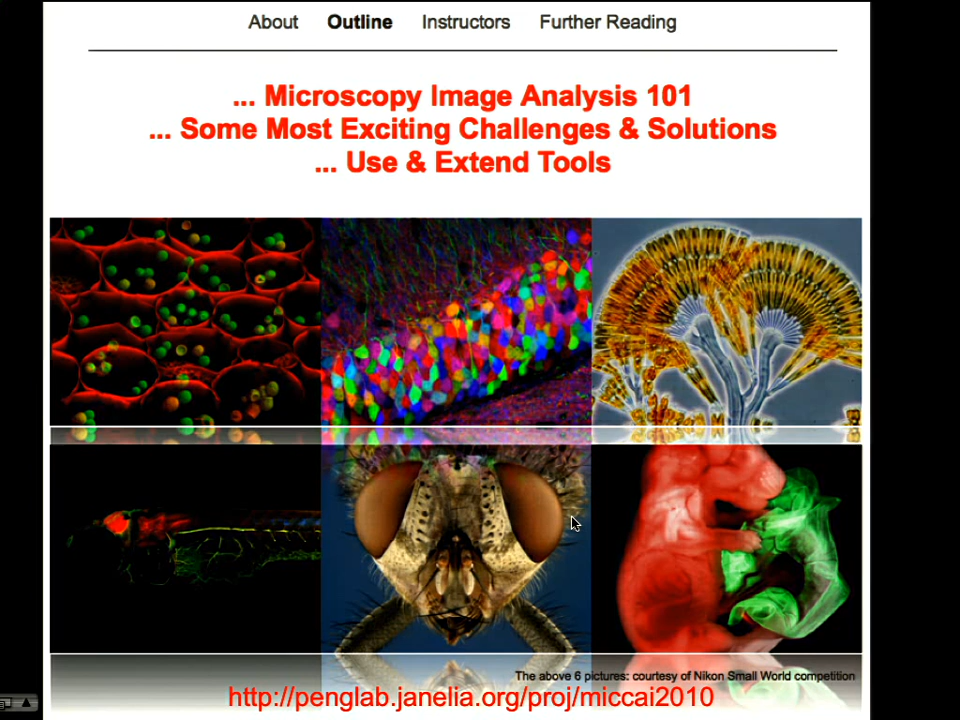 About Outline Instructors Further Reading
... Microscopy Image Analysis 101
... Some Most Exciting Challenges & Solutions
... Use & Extend Tools
The above 6 pictures: courtesy of Nikon Small World competition
http://penglab.janelia.org/proj/miccai2010